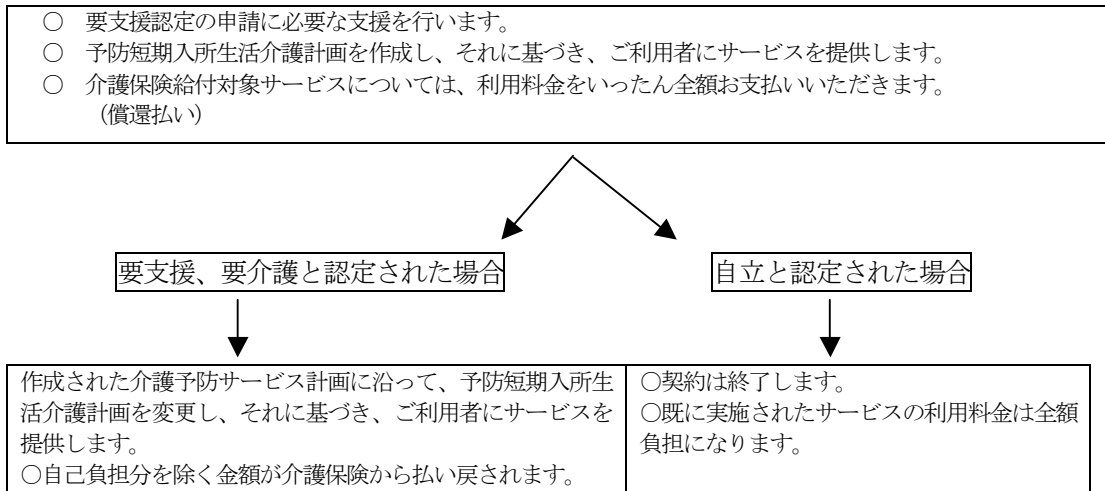 ○ 要支援認定の申請に必要な支援を行います。
○ 予防短期入所生活介護計画を作成し、それに基づき、ご利用者にサービスを提供します。
○ 介護保険給付対象サービスについては、利用料金をいったん全額お支払いいただきます。
(償還払い)
要支援、要介護と認定された場合
自立と認定された場合
作成された介護予防サービス計画に沿って、予防短期入所生
活介護計画を変更し、それに基づき、ご利用者にサービスを
提供します。
○自己負担分を除く金額が介護保険から払い戻されます。
○契約は終了します。
○既に実施されたサービスの利用料金は全額
負担になります。